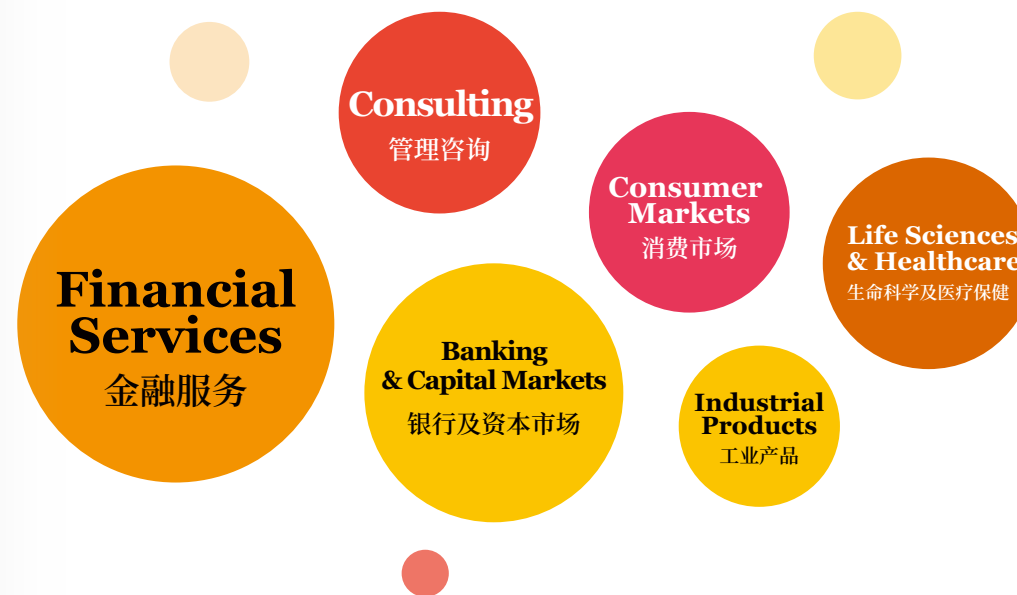 Consulting
管理咨询
Consumer
Markets
消费市场
Life Sciences
& Healthcare
生命科学及医疗保健
Financial
Services
金融服务
Banking
& Capital Markets
银行及资本市场
Industrial
Products
工业产品